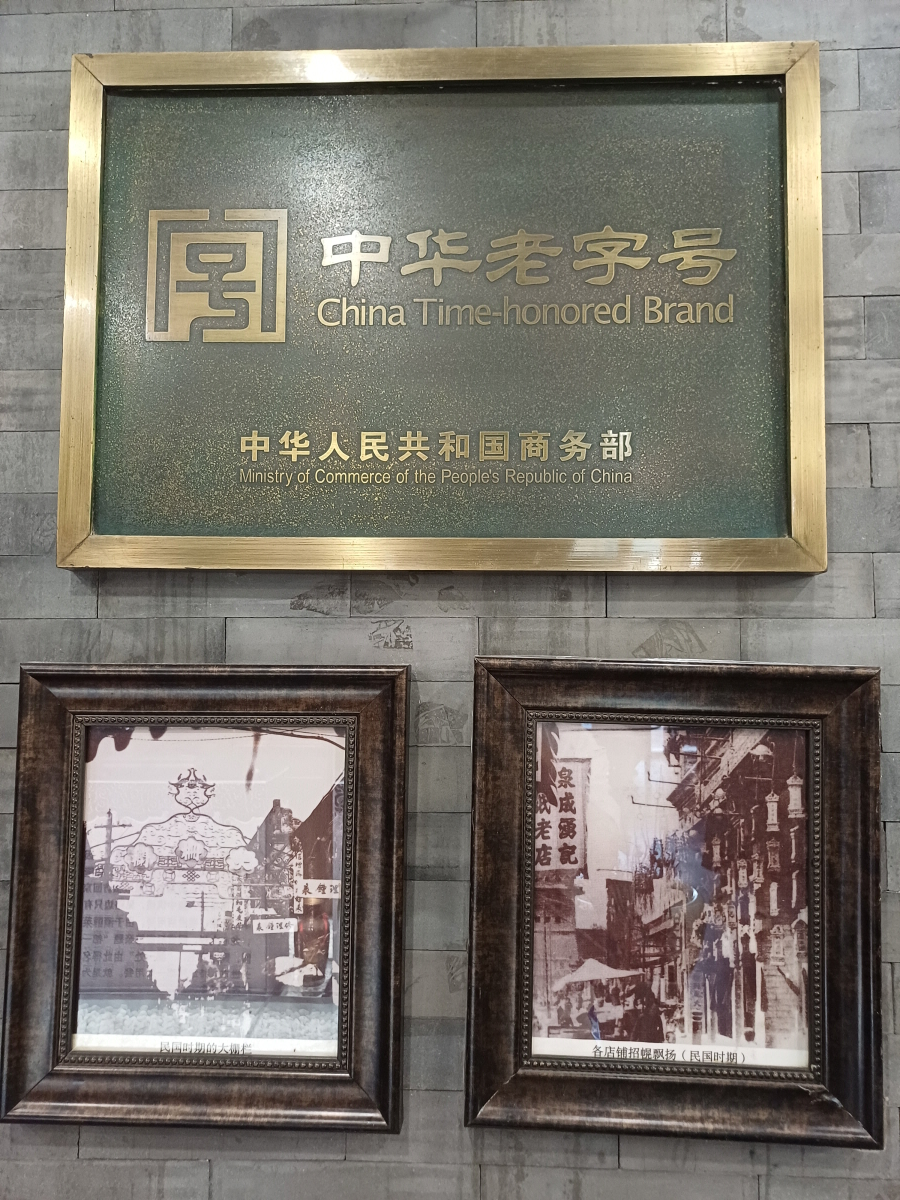 中华老字号
China Time-honored Brand
中华人民共和国商务部
Ministry of Commerce of the People's Republic of China
民国时期的大栅栏
泉成
老店
各店铺招幌飘扬（民国时期）